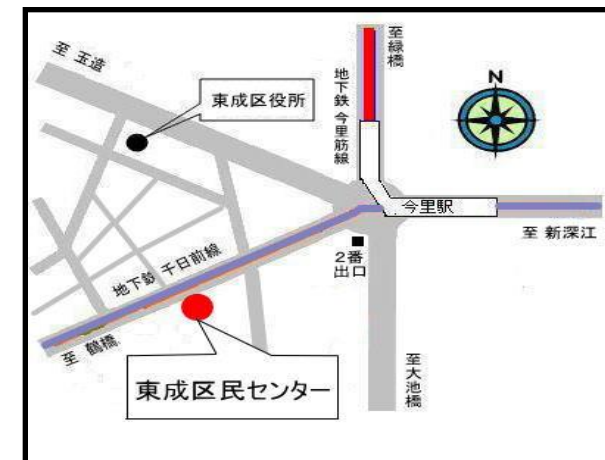 至 玉造
東成区役所
至緑橋
地下鉄 今里筋線
N
今里駅
至 新深江
2番
出口
地下鉄 千日前線
至 鶴橋
東成区民センター
至大池橋